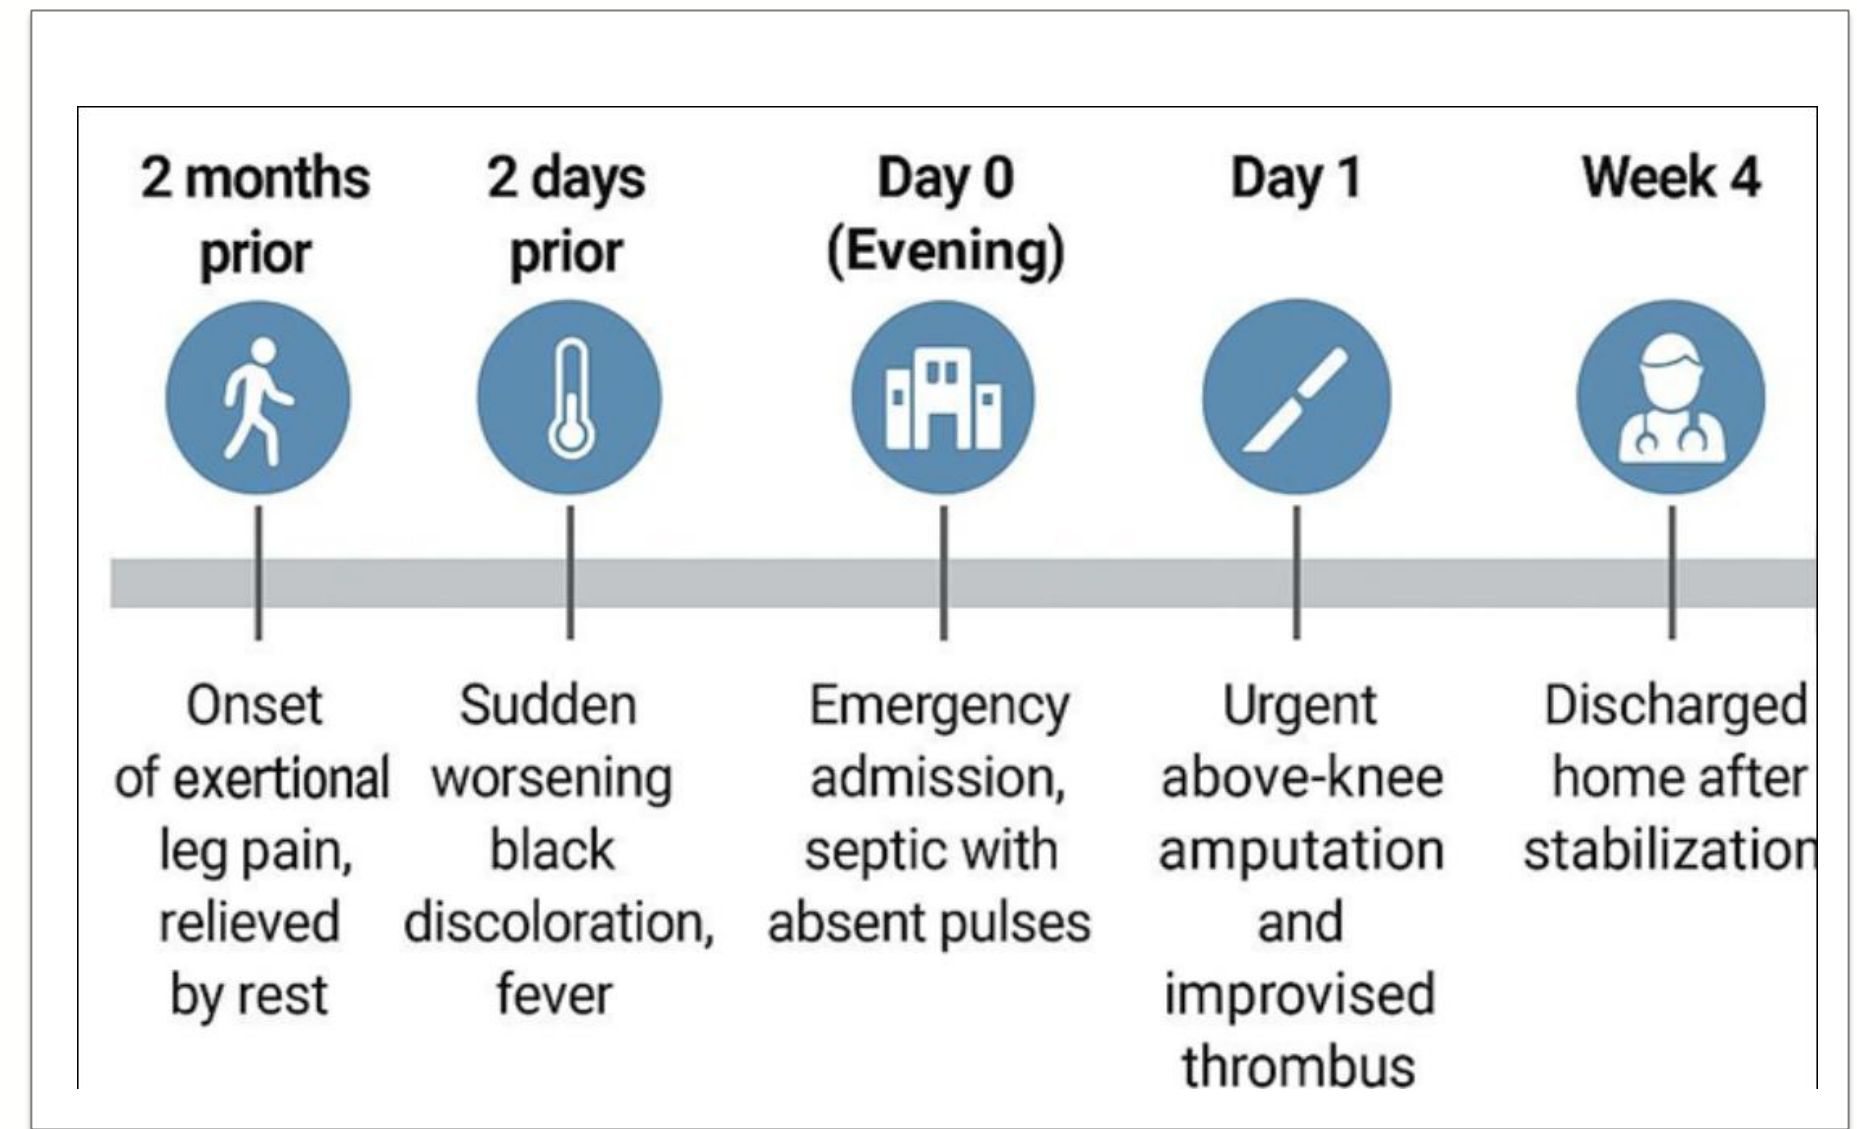 2 months
prior
2 days
prior
Day 0
(Evening)
Day 1
Week 4
Onset
of exertional
leg pain,
relieved
by rest
Sudden
worsening
black
discoloration,
fever
Emergency
admission,
septic with
absent pulses
Urgent
above-knee
amputation
and
improvised
thrombus
Discharged
home after
stabilization